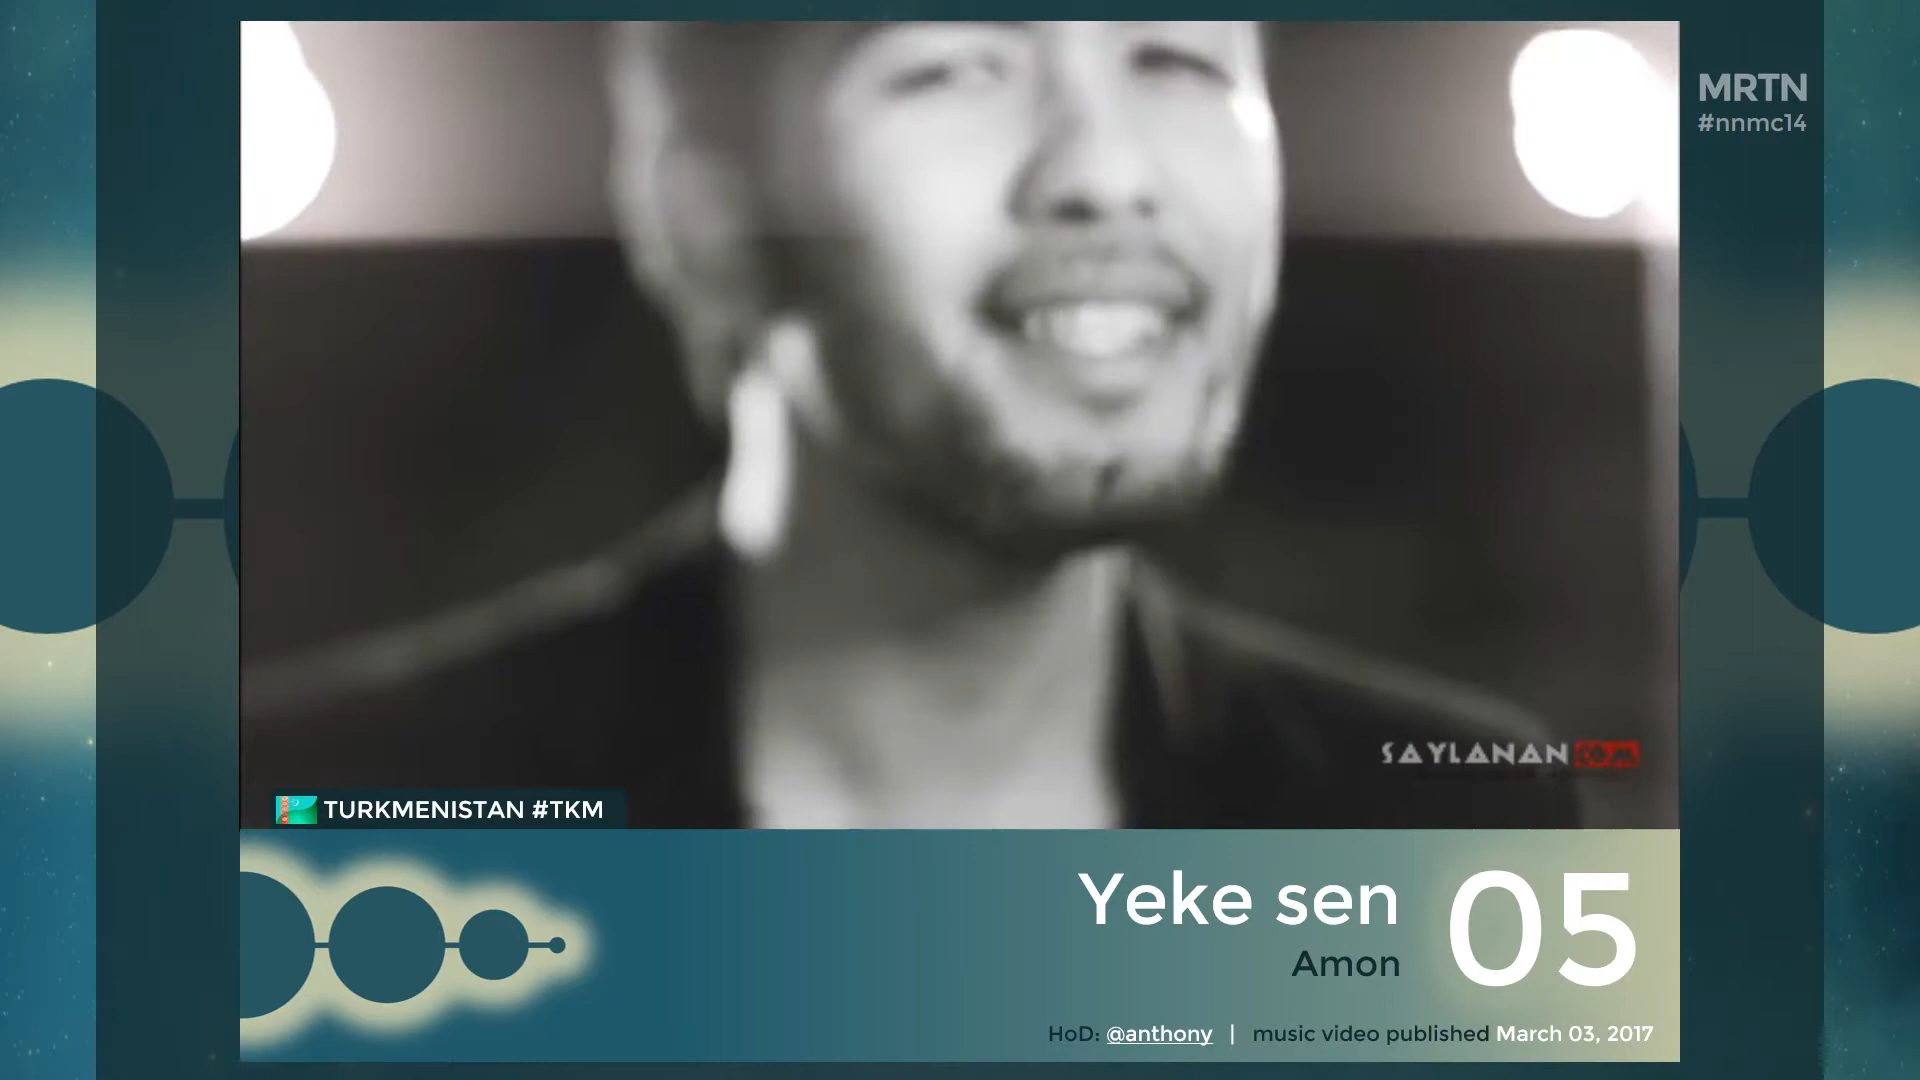 MRTN
#nnmc14
SAYLANAN
TURKMENISTAN #TKM
Yeke sen
05
Amon
HoD: @anthony | music video published March 03, 2017